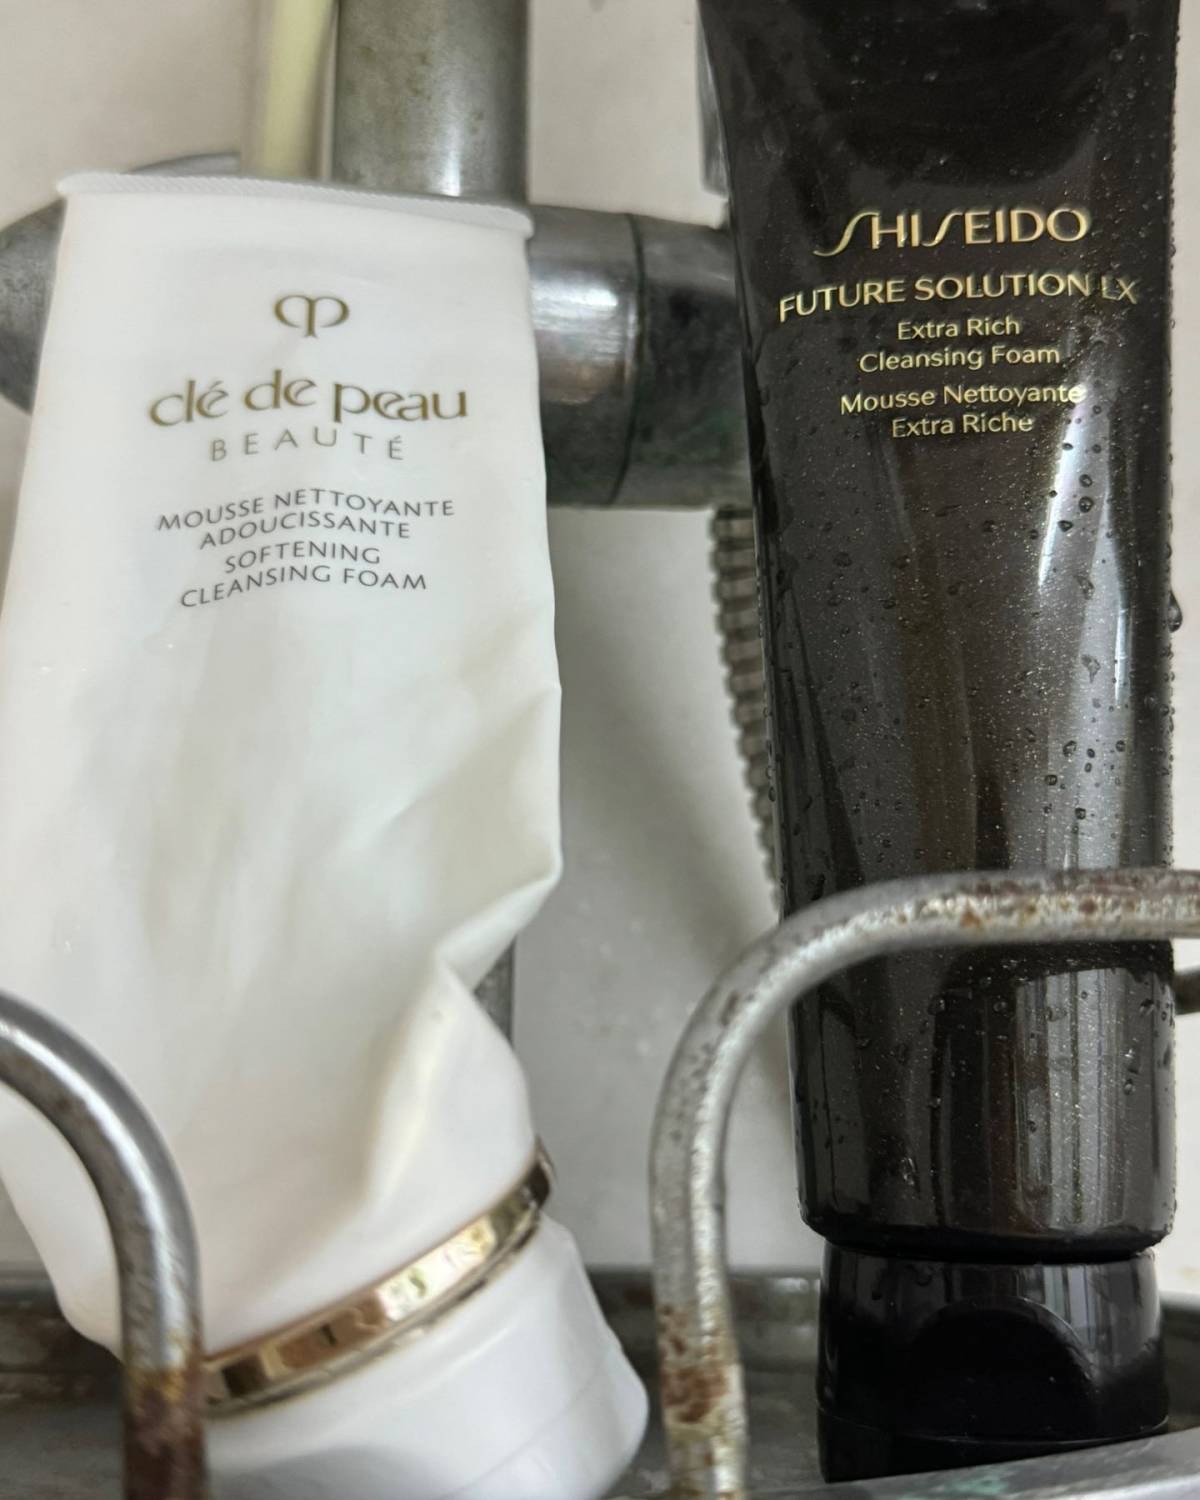 clé de peau
BEAUTÉ
MOUSSE NETTOYANTE
ADOUCISSANTE
SOFTENING
CLEANSING FOAM
SHISEIDO
FUTURE SOLUTION LX
Extra Rich
Cleansing Foam
Mousse Nettoyante
Extra Riche